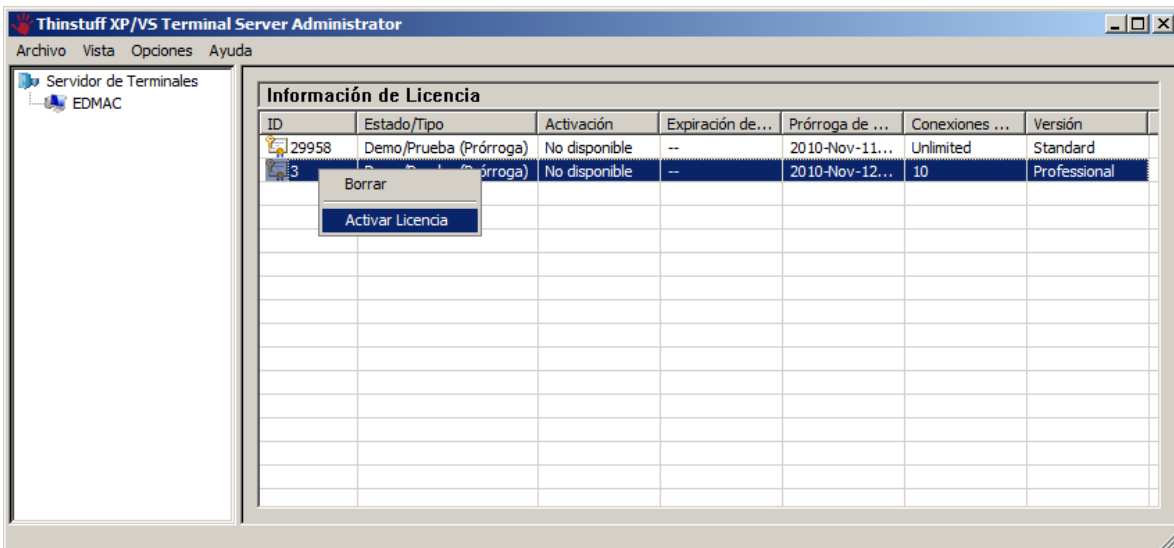 Thinstuff XP/VS Terminal Server Administrator
Archivo Vista Opciones Ayuda
Servidor de Terminales
EDMAC
Información de Licencia
ID Estado/Tipo Activación Expiración de... Prórroga de ... Conexiones ... Versión
29958 Demo/Prueba (Prórroga) No disponible -- 2010-Nov-11... Unlimited Standard
3 No disponible -- 2010-Nov-12... 10 Professional
Borrar
Activar Licencia